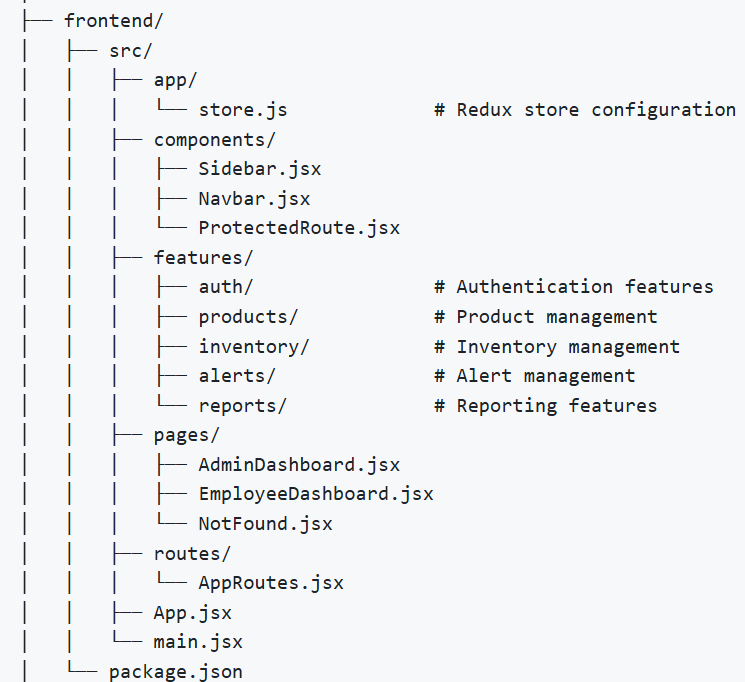 ├── frontend/
│   ├── src/
│   │   ├── app/
│   │   │   └── store.js             # Redux store configuration
│   │   ├── components/
│   │   │   ├── Sidebar.jsx
│   │   │   ├── Navbar.jsx
│   │   │   └── ProtectedRoute.jsx
│   │   ├── features/
│   │   │   ├── auth/                # Authentication features
│   │   │   ├── products/            # Product management
│   │   │   ├── inventory/           # Inventory management
│   │   │   ├── alerts/              # Alert management
│   │   │   └── reports/             # Reporting features
│   │   ├── pages/
│   │   │   ├── AdminDashboard.jsx
│   │   │   ├── EmployeeDashboard.jsx
│   │   │   └── NotFound.jsx
│   │   ├── routes/
│   │   │   └── AppRoutes.jsx
│   │   ├── App.jsx
│   │   └── main.jsx
│   └── package.json